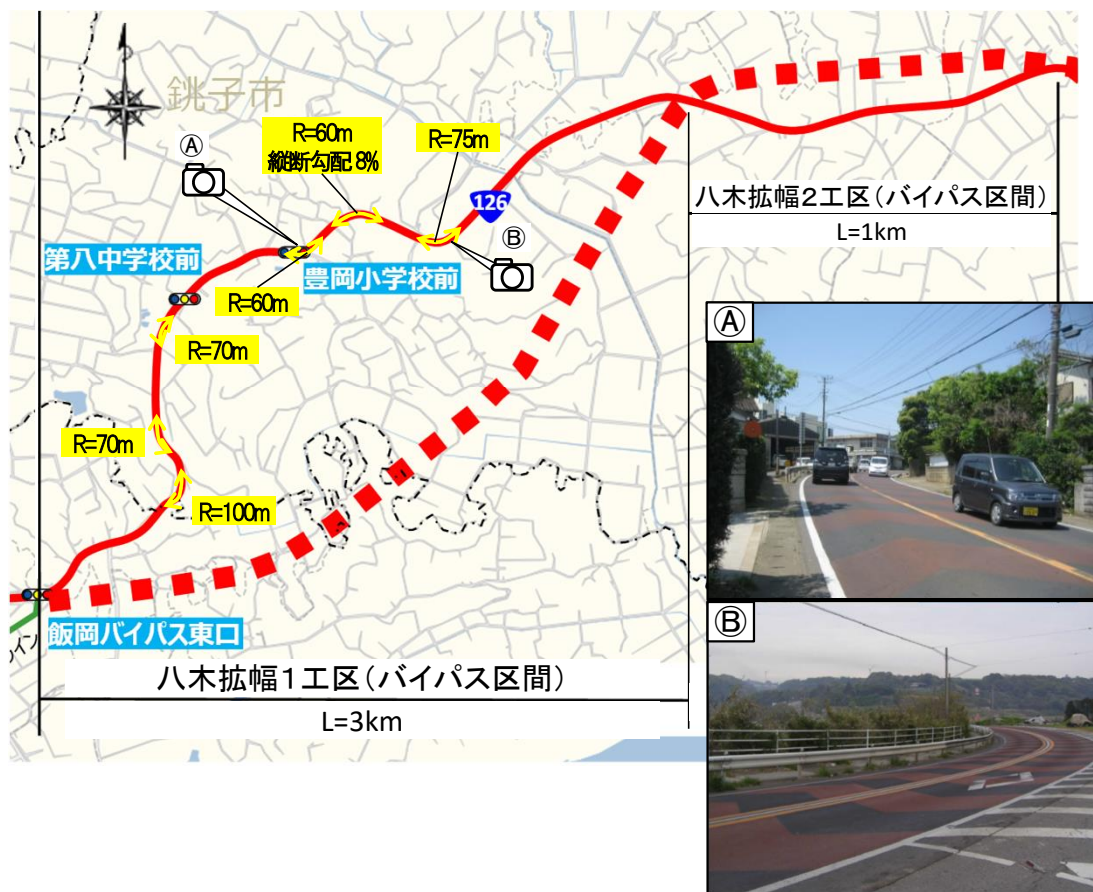 銚子市
Ⓐ
R=60m
縦断勾配 8%
R=75m
126
Ⓑ
八木拡幅2工区(バイパス区間)
L=1km
第八中学校前
豊岡小学校前
R=60m
R=70m
R=70m
R=100m
飯岡バイパス東口
八木拡幅1工区(バイパス区間)
L=3km
Ⓐ
Ⓑ